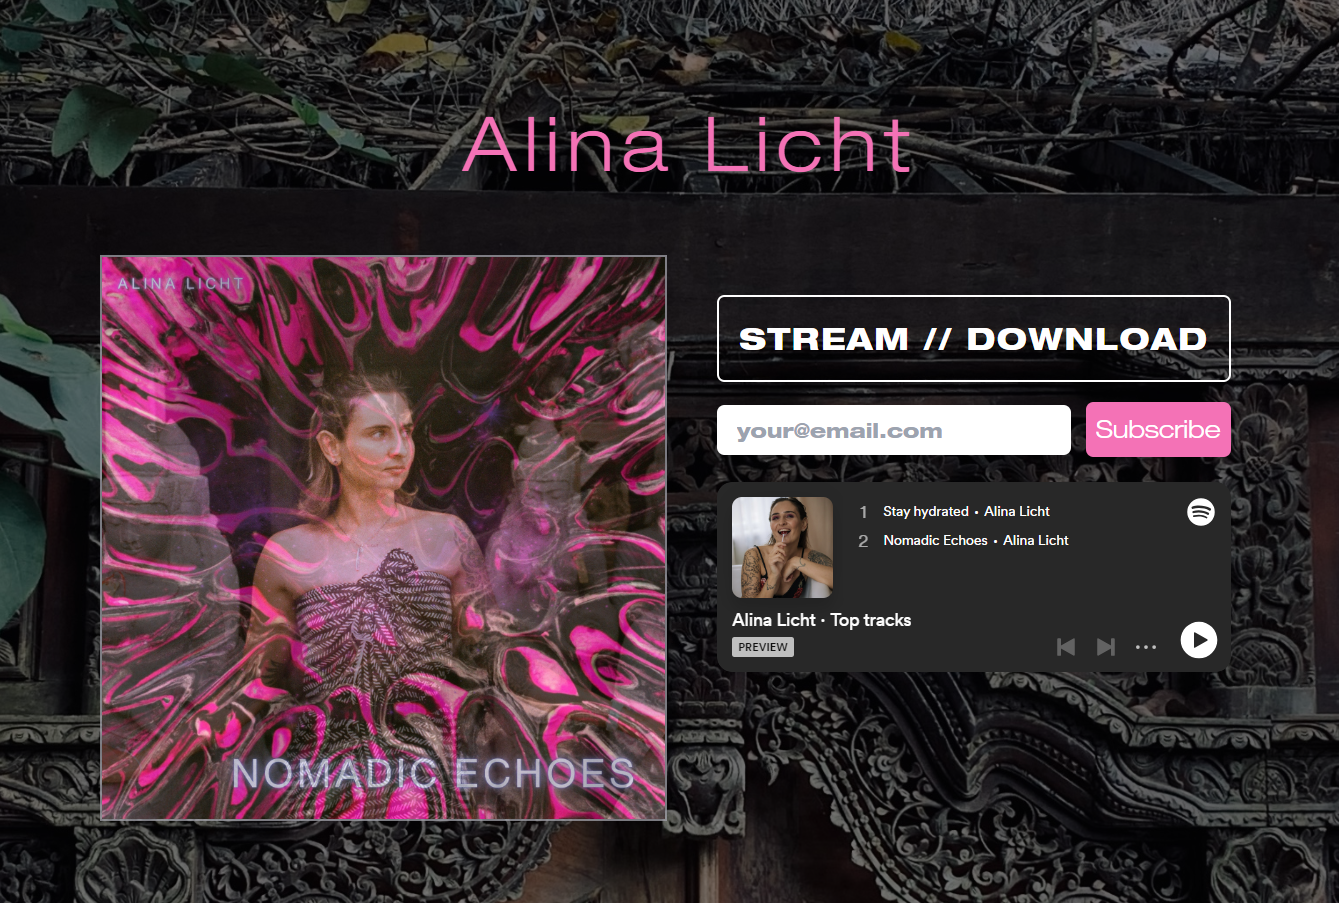 Alina Licht
ALINA LICHT
NOMADIC ECHOES
STREAM // DOWNLOAD
your@email.com
Subscribe
1 Stay hydrated • Alina Licht
2 Nomadic Echoes • Alina Licht
Alina Licht · Top tracks
PREVIEW